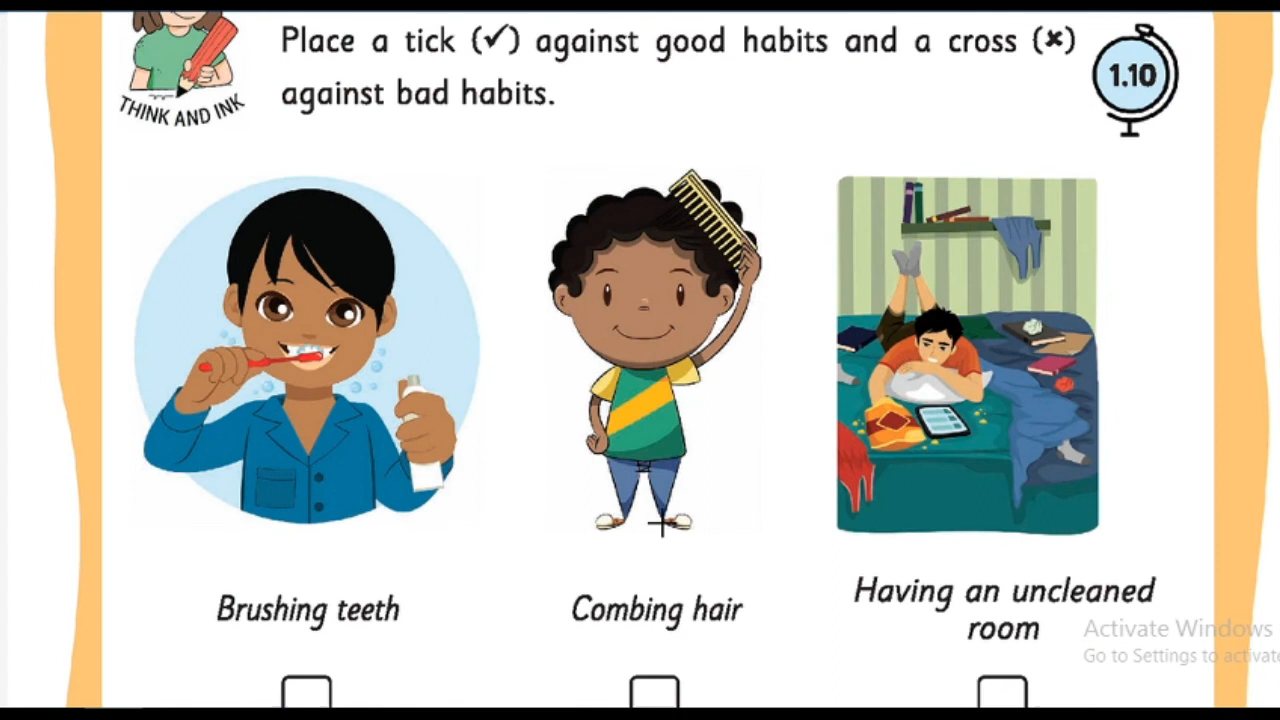 Place a tick (✓) against good habits and a cross (✗)
against bad habits.
THINK AND INK
1.10
Brushing teeth
Combing hair
Having an uncleaned
room
Activate Windows
Go to Settings to activate